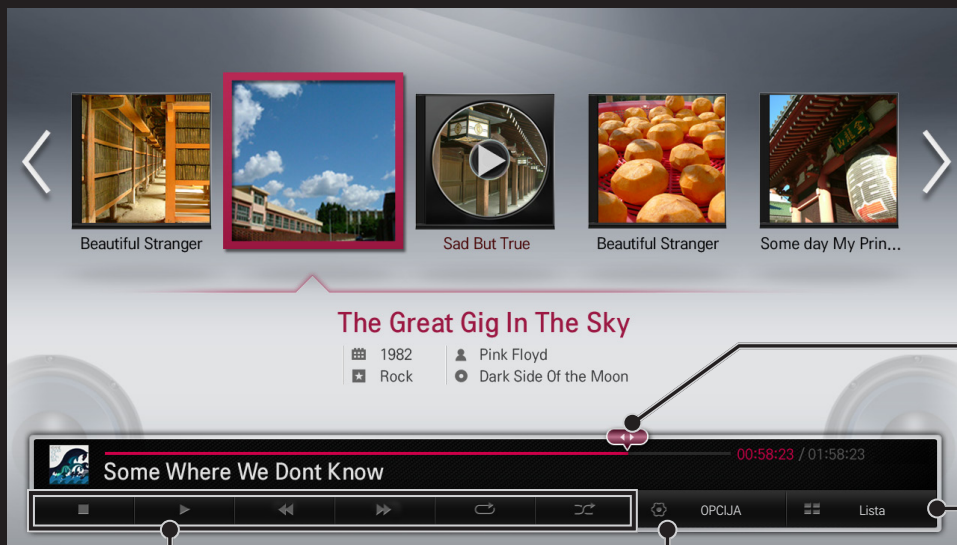 Beautiful Stranger
Sad But True
Beautiful Stranger
Some day My Prin...
The Great Gig In The Sky
1982
Pink Floyd
Rock
Dark Side Of the Moon
00:58:23 / 01:58:23
Some Where We Dont Know
OPCIJA
Lista